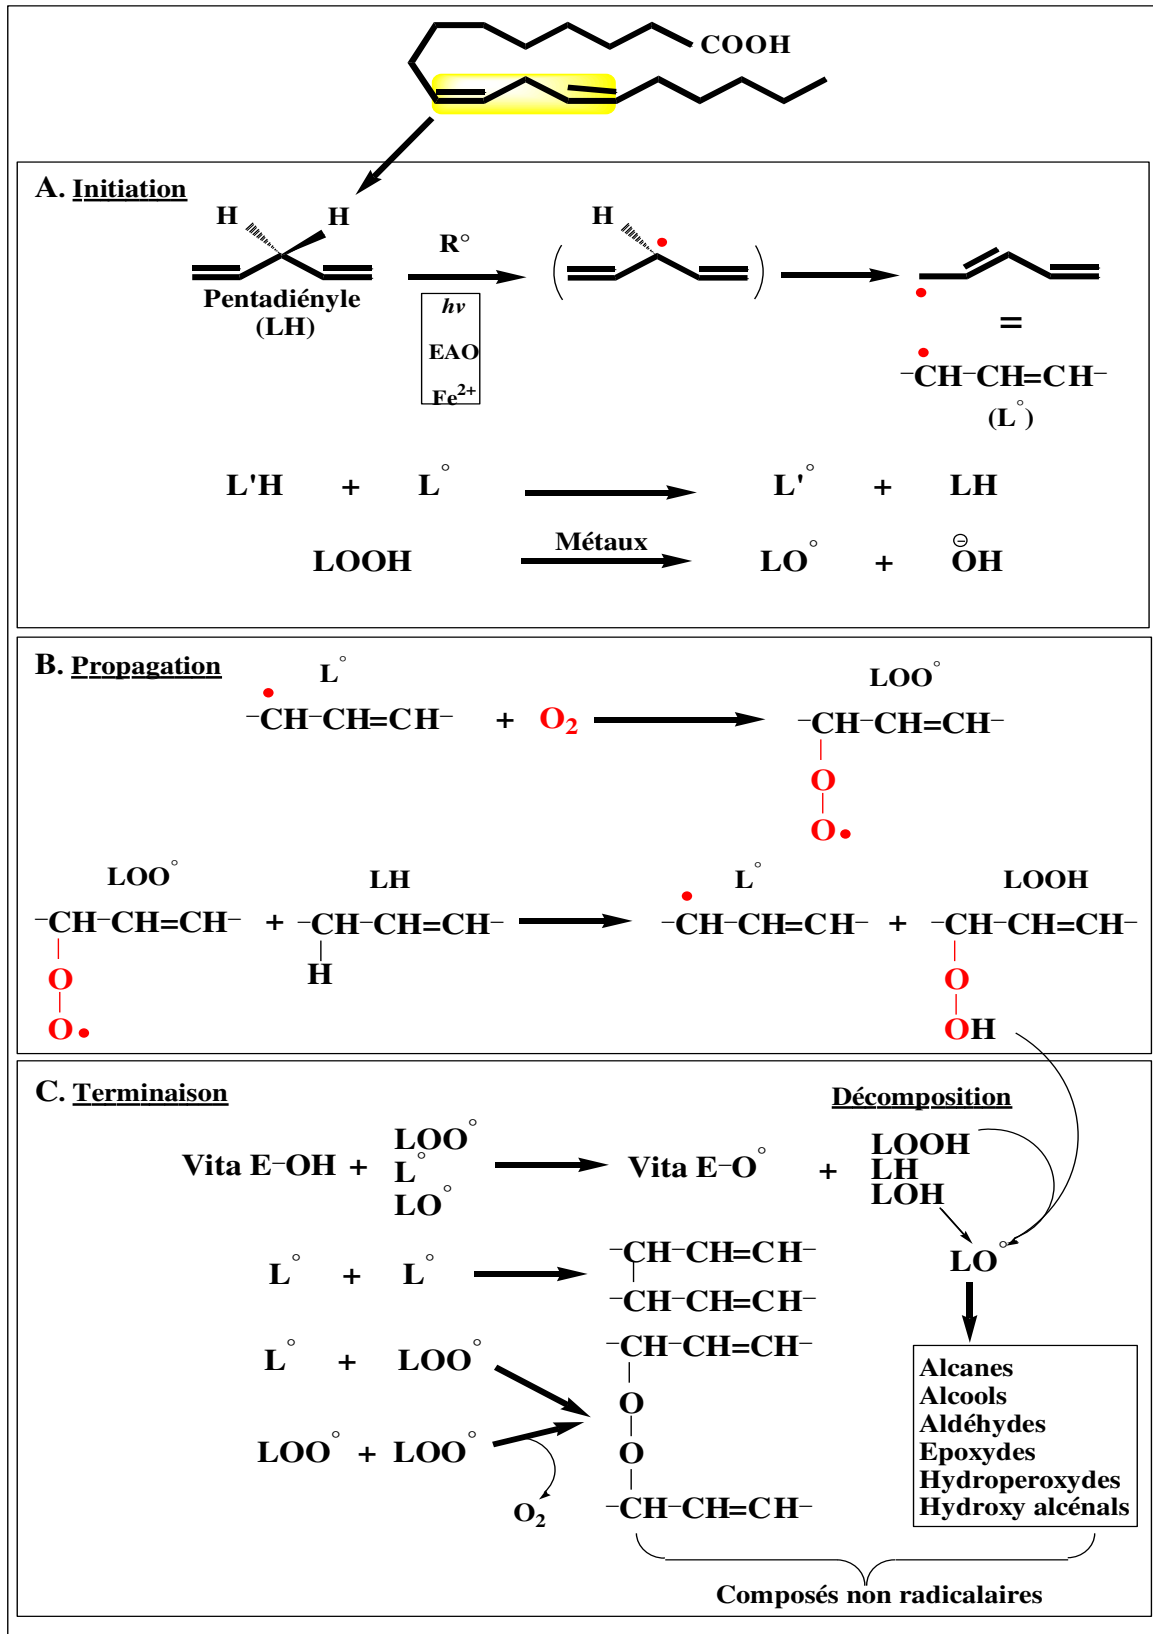 COOH
A. Initiation
H H
R°
H
Pentadiényle
(LH)
hv
EAO
Fe²⁺
=
–CH–CH=CH–
(L°)
L'H + L° L'° + LH
Métaux
LOOH LO° + ⊖OH
B. Propagation
L° LOO°
–CH–CH=CH– + O₂ –CH–CH=CH–
O
O•
LOO° LH L° LOOH
–CH–CH=CH– + –CH–CH=CH– –CH–CH=CH– + –CH–CH=CH–
H
O O
O• OH
C. Terminaison
Décomposition
LOO° LOOH
Vita E–OH + L° Vita E–O° + LH
LO° LOH
–CH–CH=CH–
L° + L° LO°
–CH–CH=CH–
–CH–CH=CH–
L° + LOO°
O
O
LOO° + LOO°
O₂
–CH–CH=CH–
Alcanes
Alcools
Aldéhydes
Epoxydes
Hydroperoxydes
Hydroxy alcénals
Composés non radicalaires